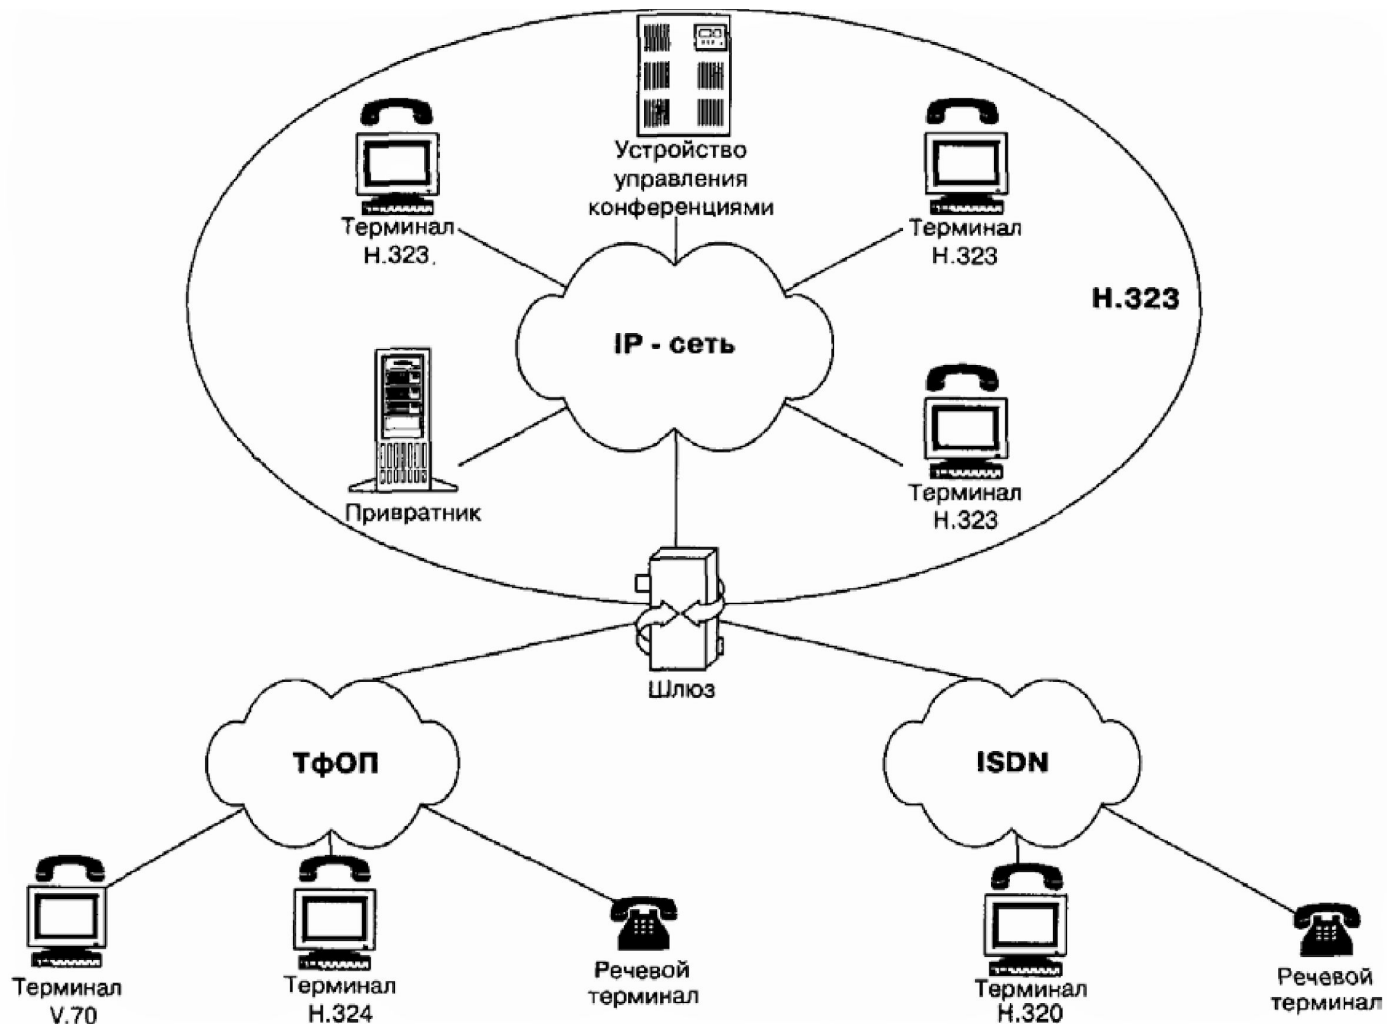 Устройство
управления
конференциями
Терминал
H.323.
Терминал
H.323
H.323
IP - сеть
Привратник
Терминал
H.323
Шлюз
ТфОП
ISDN
Терминал
V.70
Терминал
H.324
Речевой
терминал
Терминал
H.320
Речевой
терминал